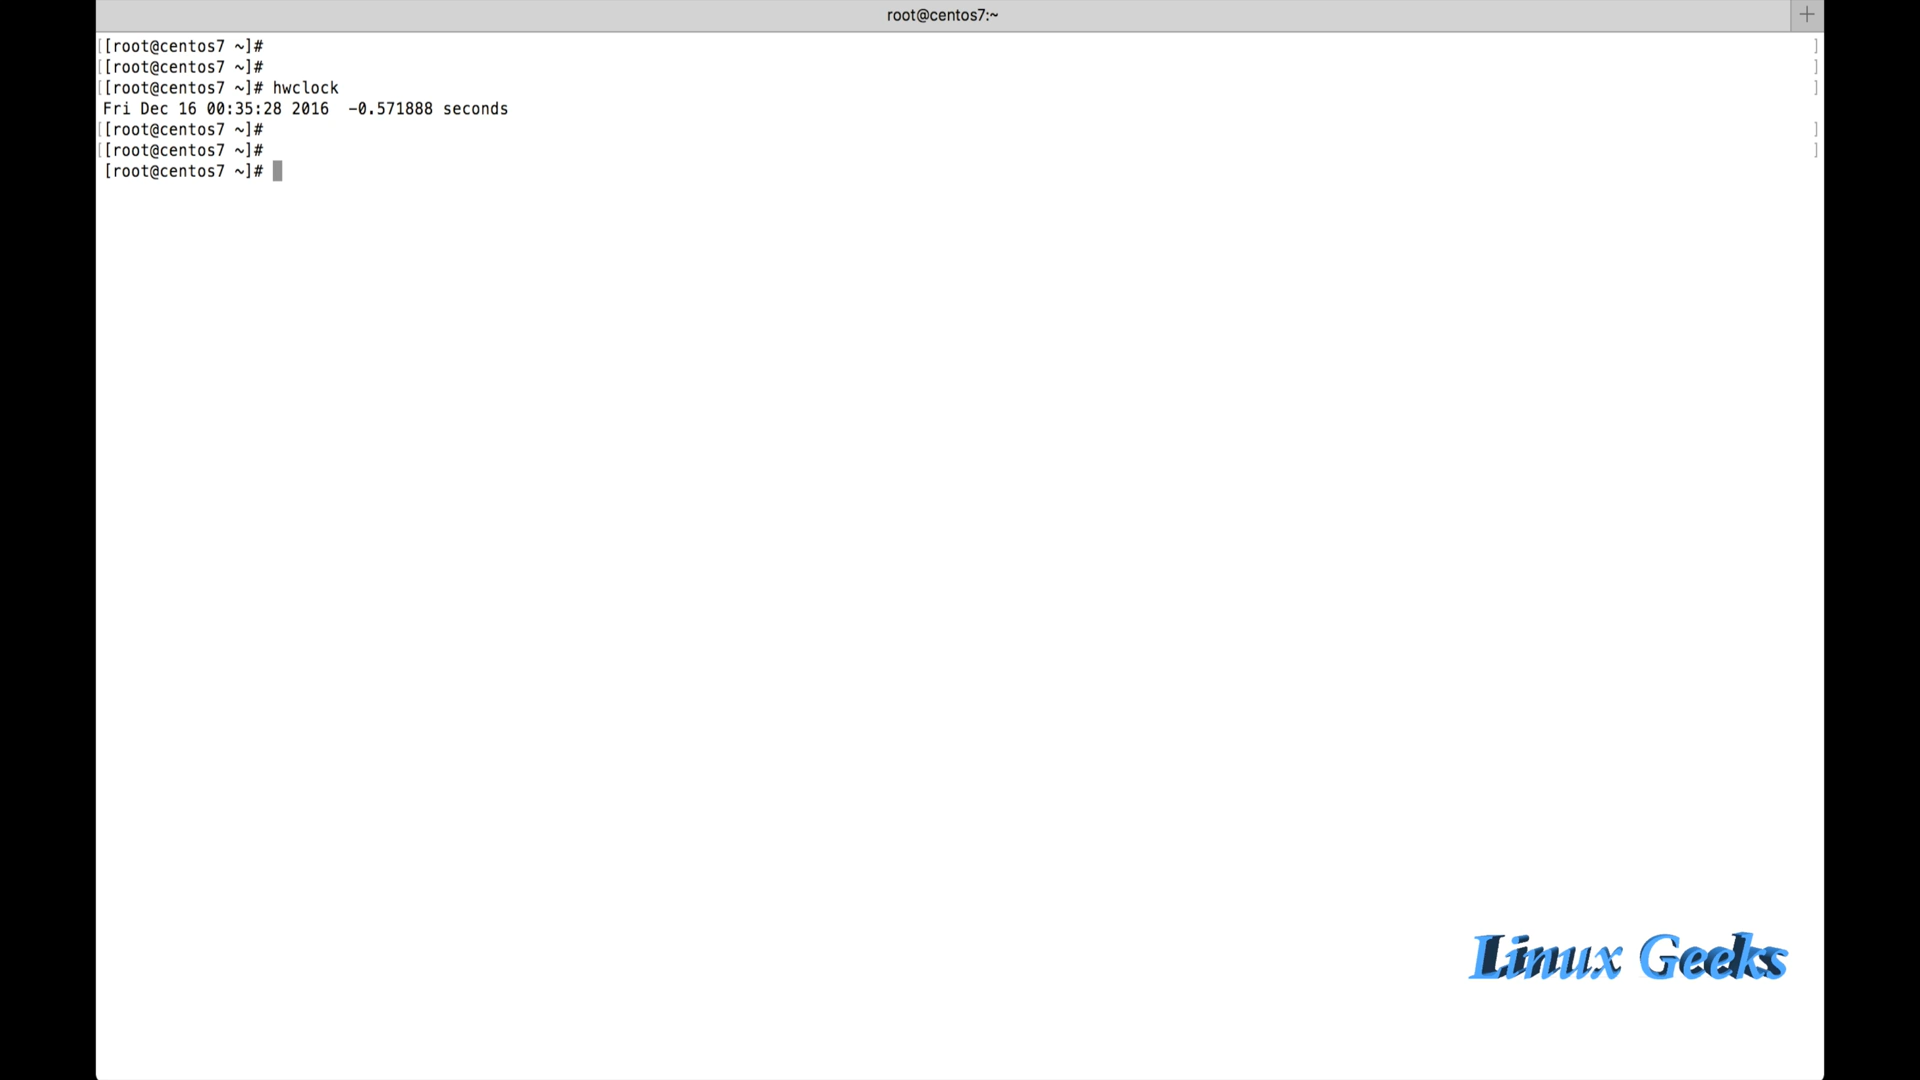 root@centos7:~
[[root@centos7 ~]# ]
[[root@centos7 ~]# ]
[[root@centos7 ~]# hwclock ]
Fri Dec 16 00:35:28 2016  -0.571888 seconds
[[root@centos7 ~]# ]
[[root@centos7 ~]# ]
[root@centos7 ~]#
Linux Geeks